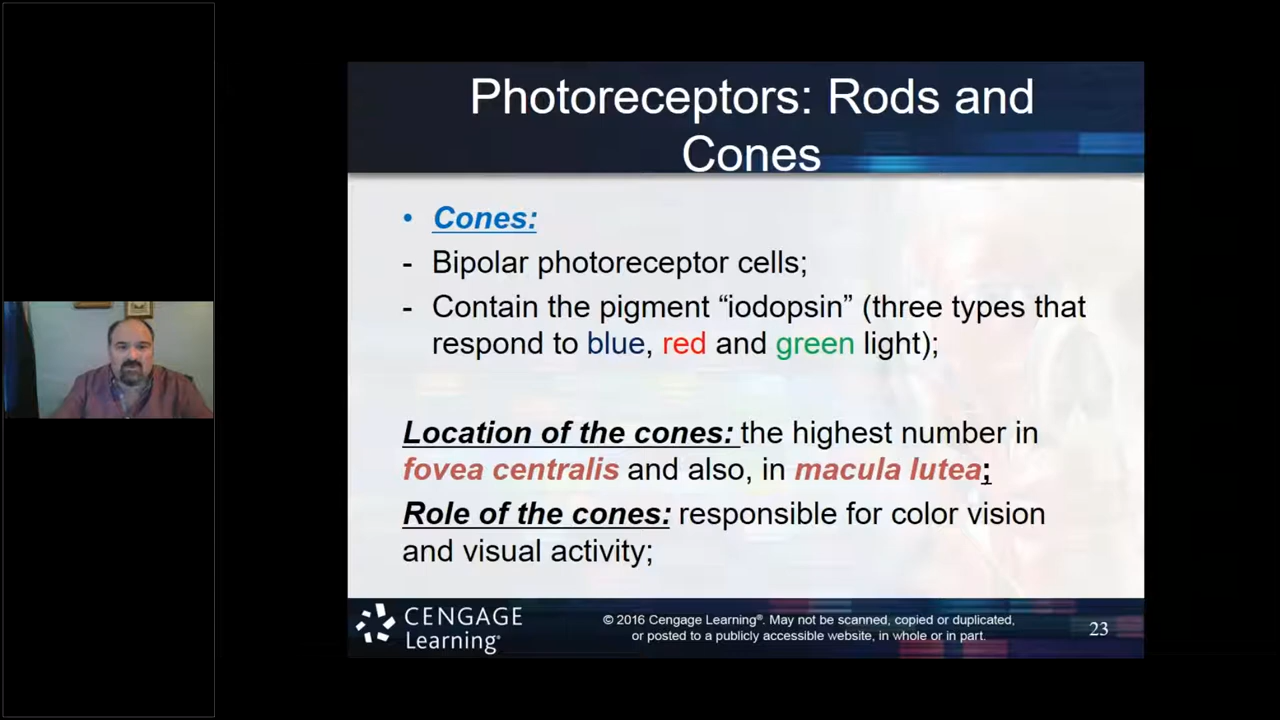 Photoreceptors: Rods and
Cones
• Cones:
- Bipolar photoreceptor cells;
- Contain the pigment “iodopsin” (three types that
respond to blue, red and green light);
Location of the cones: the highest number in
fovea centralis and also, in macula lutea;
Role of the cones: responsible for color vision
and visual activity;
CENGAGE
Learning®
© 2016 Cengage Learning®. May not be scanned, copied or duplicated,
or posted to a publicly accessible website, in whole or in part.
23